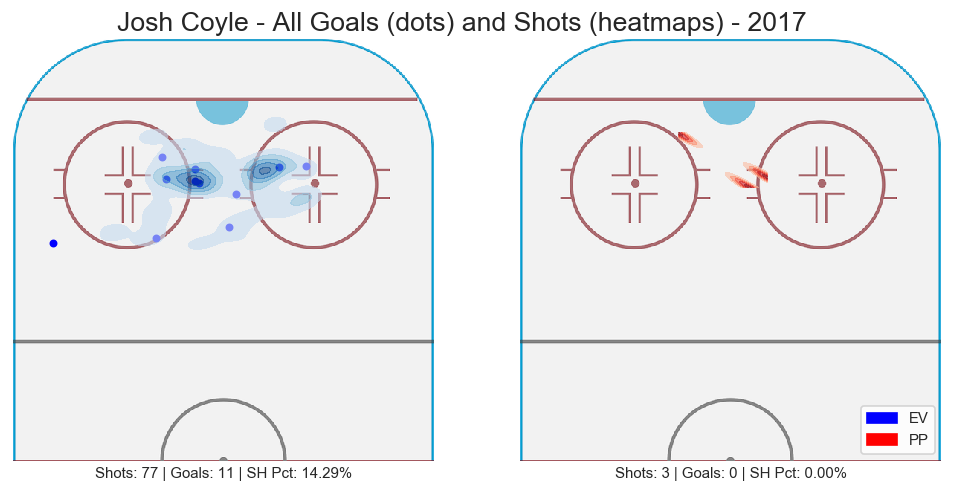 Josh Coyle - All Goals (dots) and Shots (heatmaps) - 2017
EV
PP
Shots: 77 | Goals: 11 | SH Pct: 14.29%
Shots: 3 | Goals: 0 | SH Pct: 0.00%